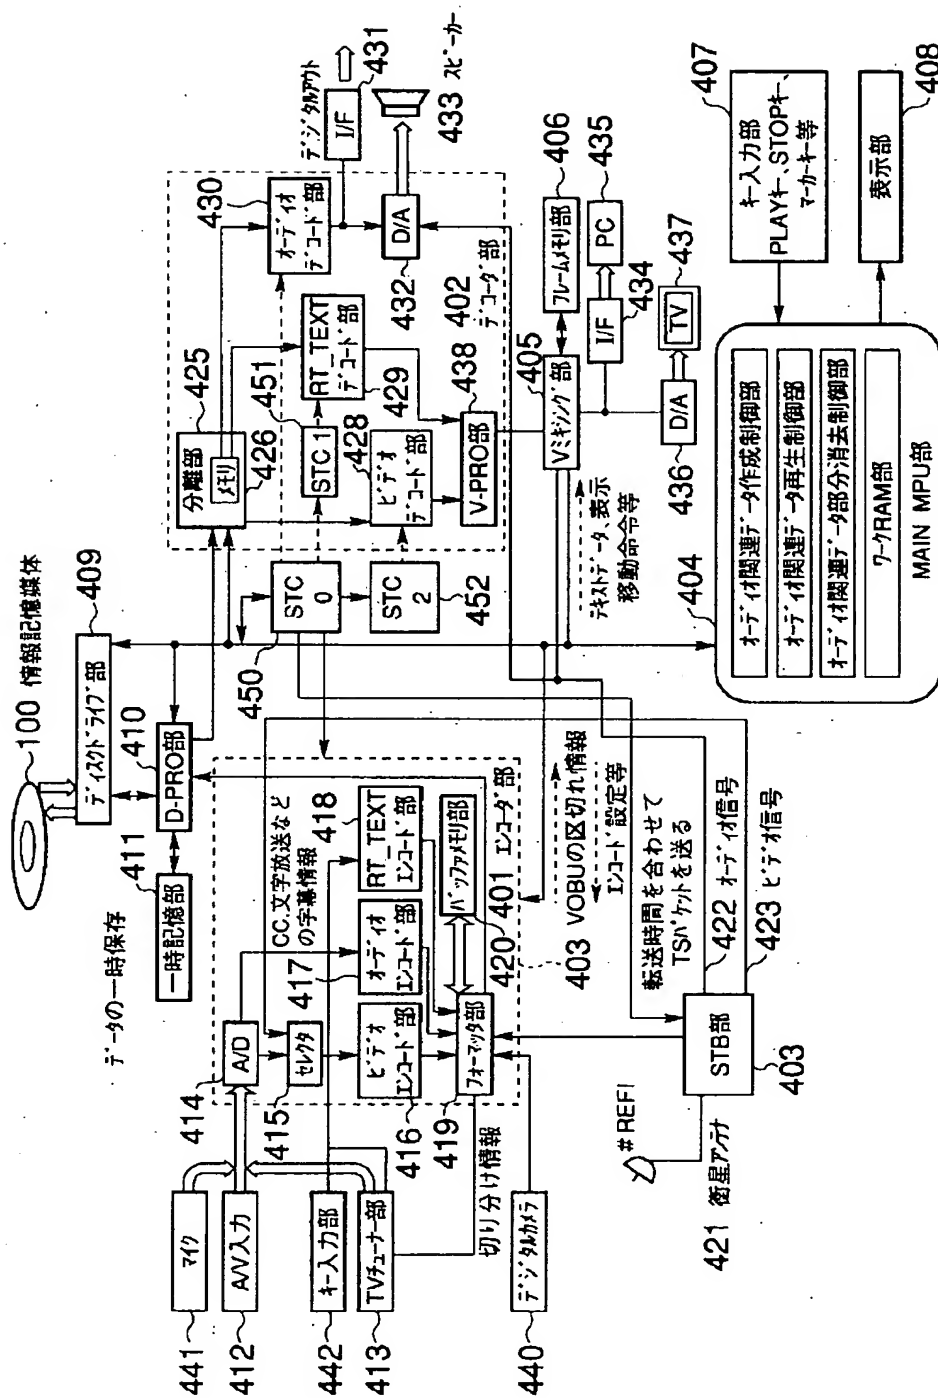 100 情報記憶媒体
ディスクドライブ部
409
データの一時保存
一時記憶部
411
D-PRO部
410
441
マイク
412
A/V入力
442
キー入力部
413
TVチューナー部
440
デジタルカメラ
切り分け情報
414
A/D
415
セレクタ
CC,文字放送など
の字幕情報
416
ビデオ
エンコード部
417
オーディオ
エンコード部
418
RT_TEXT
エンコード部
419
フォーマッタ部
420
バッファメモリ部
401 エンコーダ部
403
VOBUの区切れ情報
エンコード設定等
転送時間を合わせて
TSパケットを送る
422 オーディオ信号
423 ビデオ信号
STB部
403
#REF1
421 衛星アンテナ
450
STC
0
STC 1
451
STC
2
452
分離部
425
メモリ
426
ビデオ
デコード部
428
RT_TEXT
デコード部
429
オーディオ
デコード部
430
デジタルアウト
I/F
431
D/A
432
433 スピーカー
402
デコーダ部
V-PRO部
438
Vミキシング部
405
フレームメモリ部
406
テキストデータ、表示
移動命令等
I/F
434
PC
435
D/A
436
TV
437
404
オーディオ関連データ作成制御部
オーディオ関連データ再生制御部
オーディオ関連データ部分消去制御部
ワークRAM部
MAIN MPU部
キー入力部
PLAYキー、STOPキー、
マーカキー等
407
表示部
408